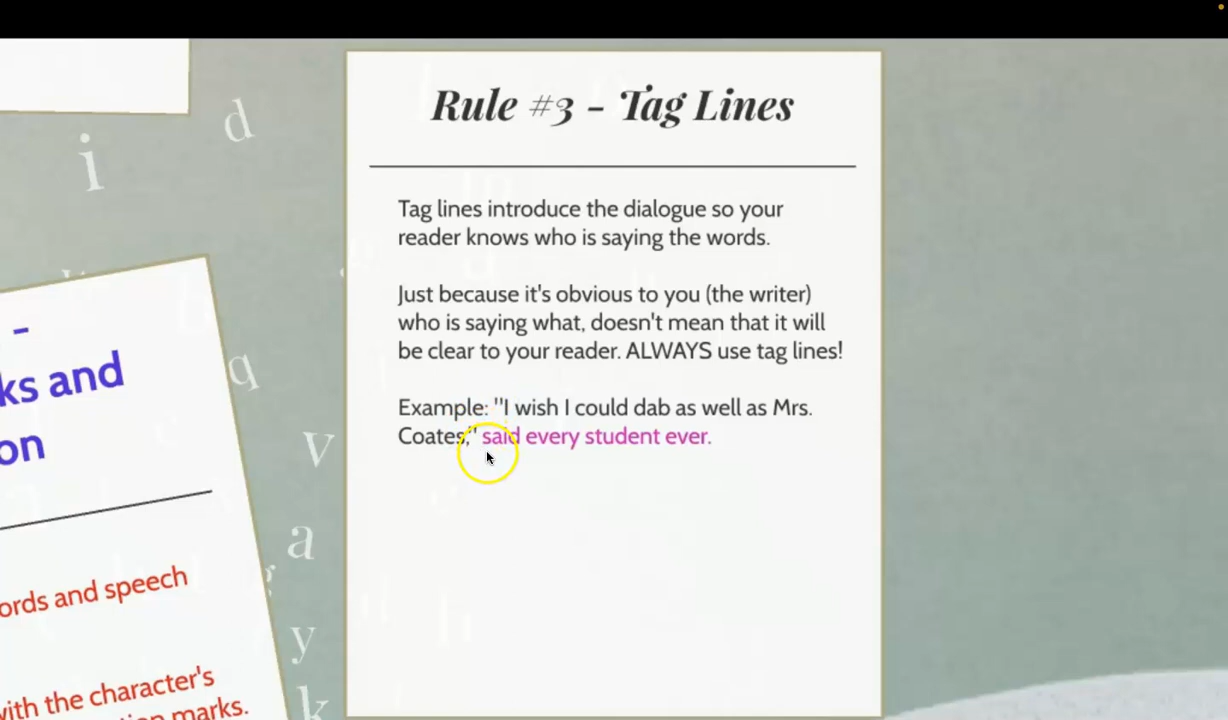 Rule #3 - Tag Lines
Tag lines introduce the dialogue so your
reader knows who is saying the words.
Just because it's obvious to you (the writer)
who is saying what, doesn't mean that it will
be clear to your reader. ALWAYS use tag lines!
Example: "I wish I could dab as well as Mrs.
Coates," said every student ever.
-
and
words and speech
with the character's
marks.
i
d
q
v
a
y
k